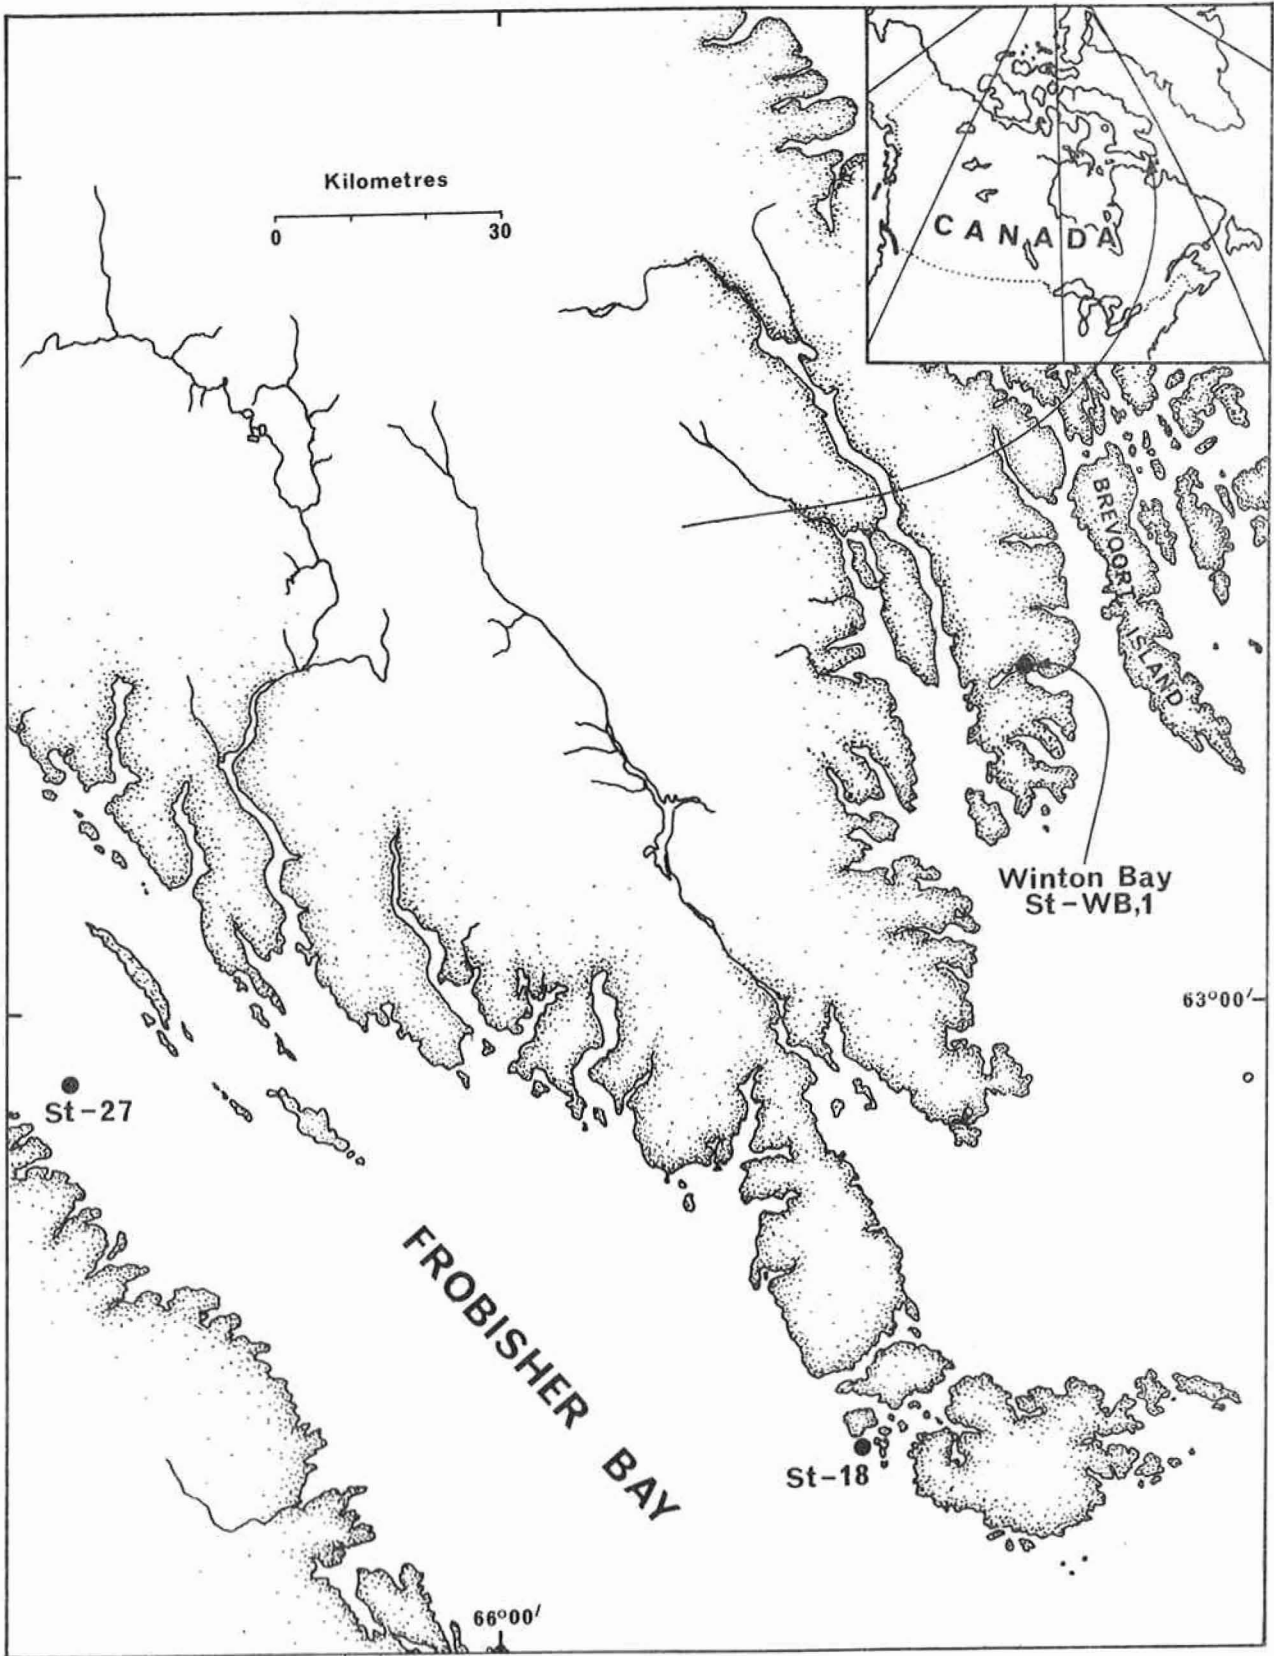 Kilometres
0 30
CANADA
BREVOORT ISLAND
Winton Bay
St-WB,1
63°00′
St-27
FROBISHER BAY
St-18
66°00′